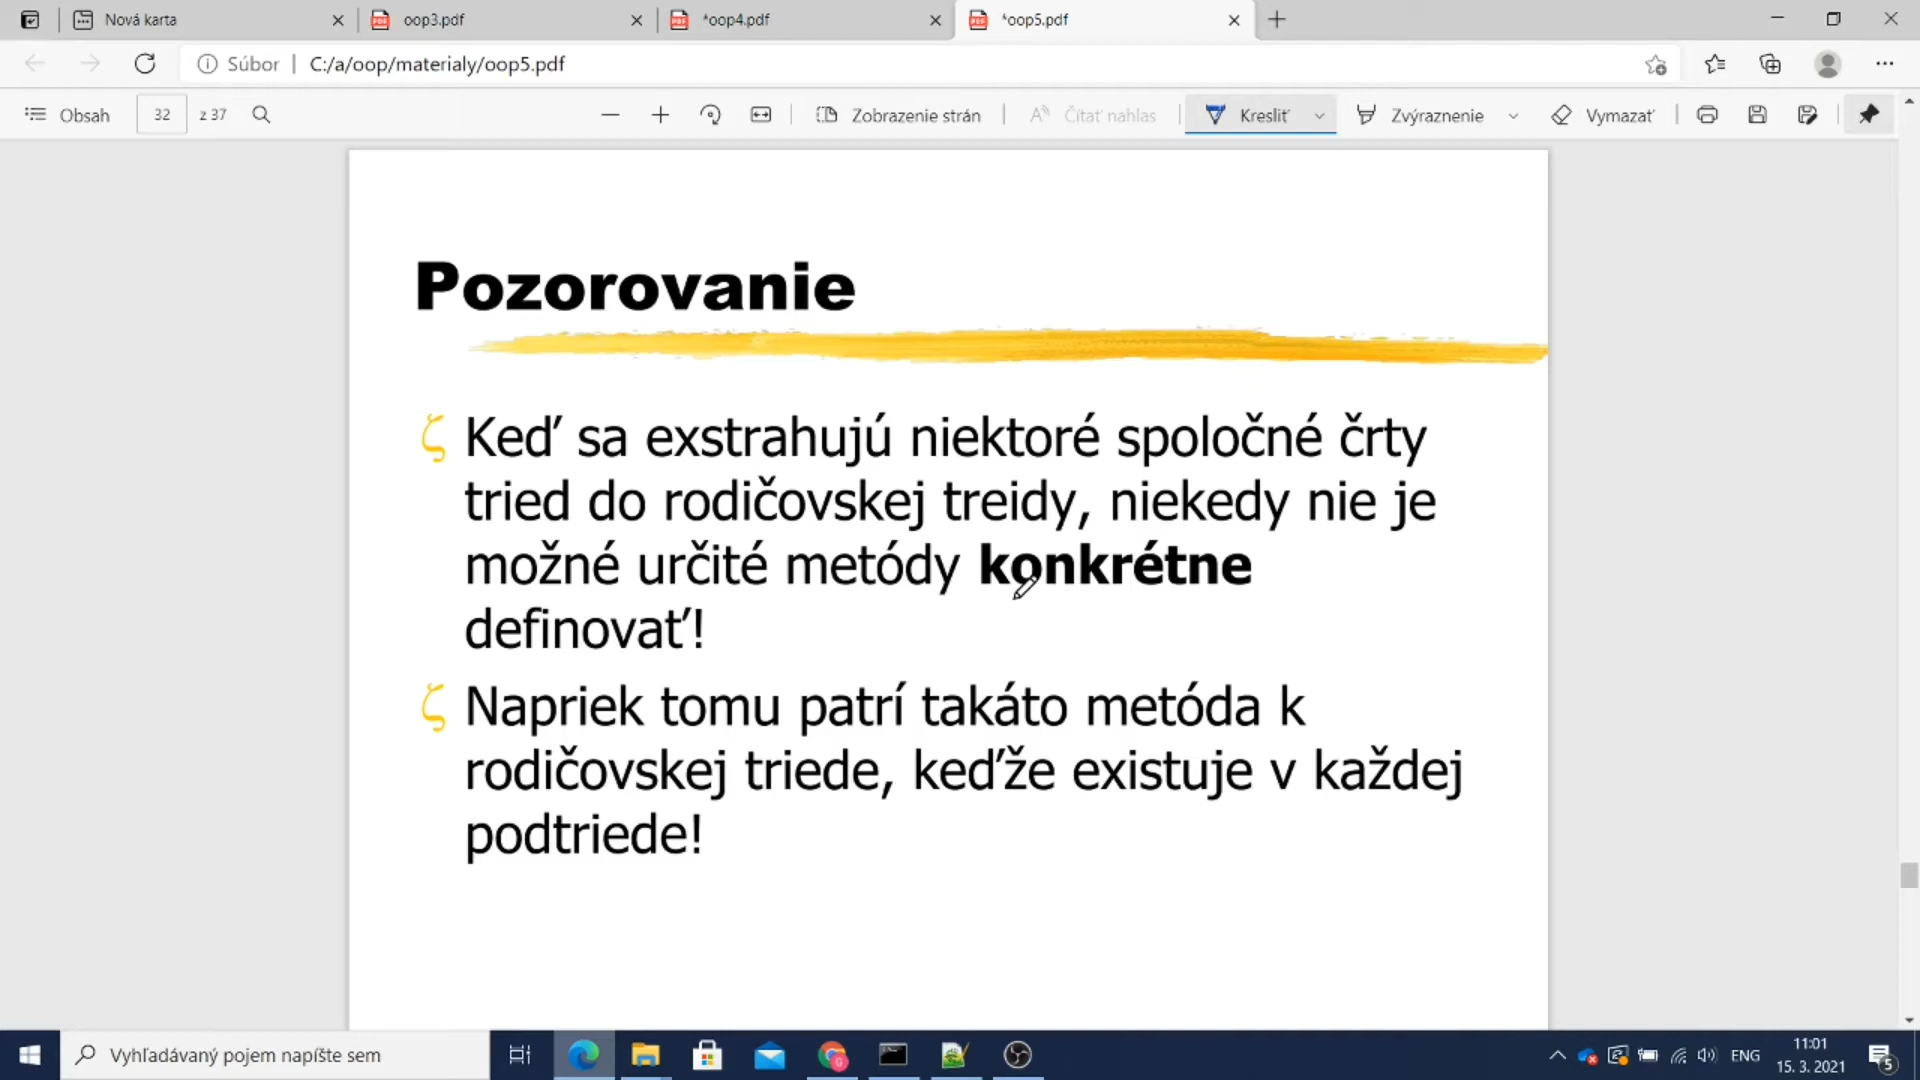 Nová karta
oop3.pdf
*oop4.pdf
*oop5.pdf
Súbor | C:/a/oop/materialy/oop5.pdf
Obsah 32 z 37 Zobrazenie strán Čítať nahlas Kresliť Zvýraznenie Vymazať
Pozorovanie
ζ Keď sa exstrahujú niektoré spoločné črty
tried do rodičovskej treidy, niekedy nie je
možné určité metódy konkrétne
definovať!
ζ Napriek tomu patrí takáto metóda k
rodičovskej triede, keďže existuje v každej
podtriede!
Vyhľadávaný pojem napíšte sem
ENG
11:01
15. 3. 2021
5